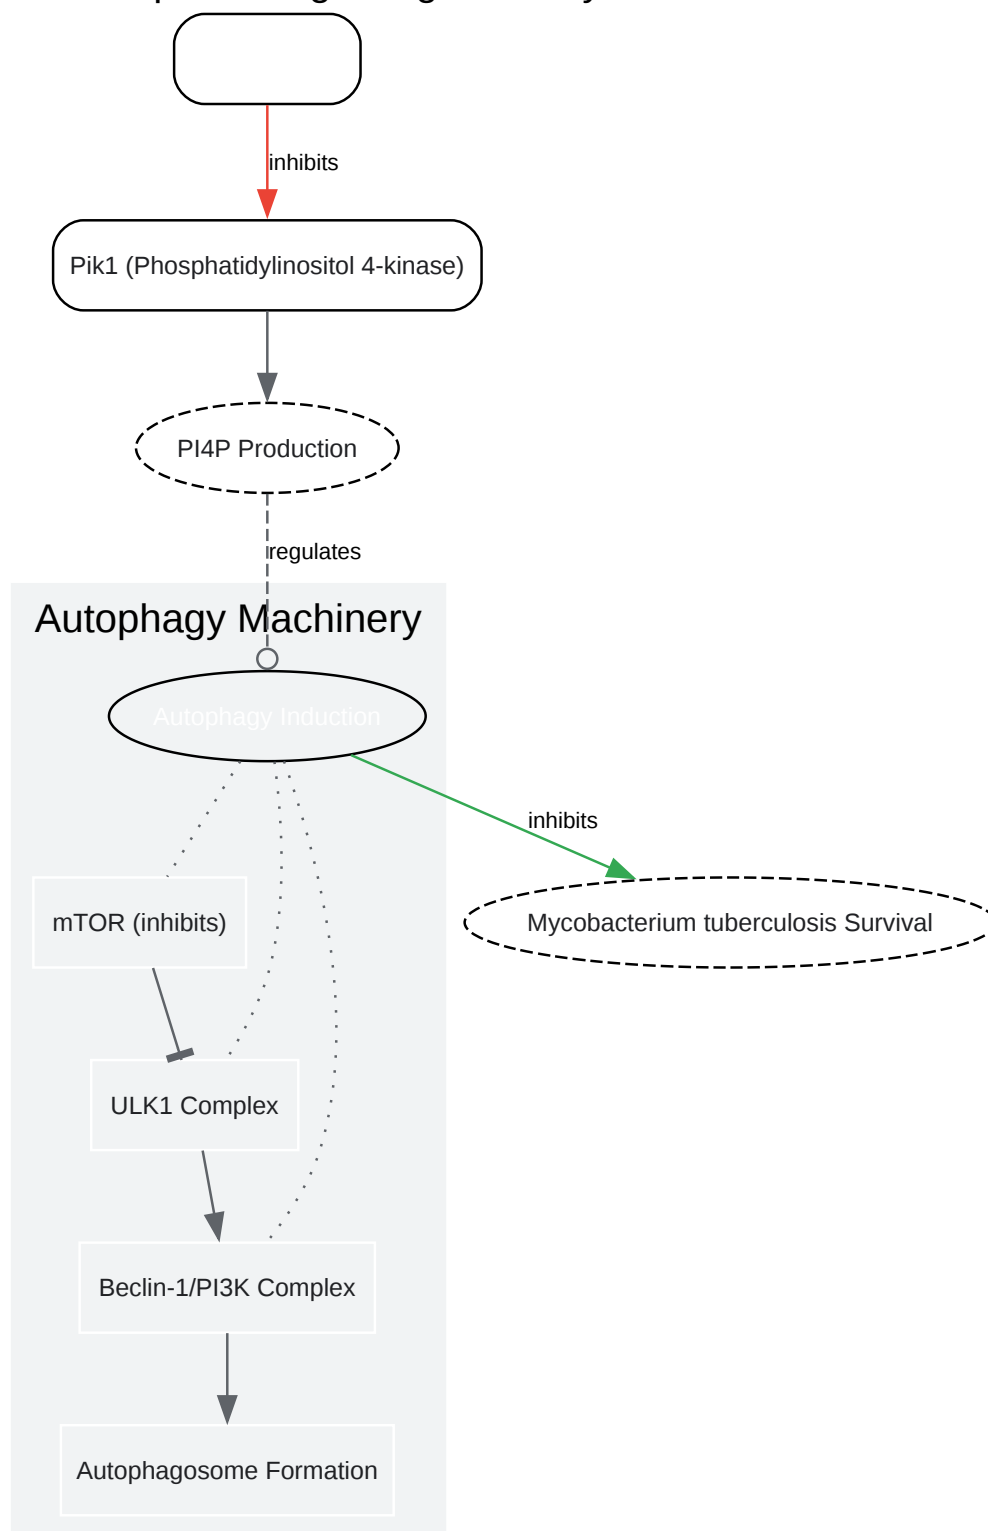 inhibits
Pik1 (Phosphatidylinositol 4-kinase)
PI4P Production
regulates
Autophagy Machinery
Autophagy Induction
inhibits
mTOR (inhibits)
Mycobacterium tuberculosis Survival
ULK1 Complex
Beclin-1/PI3K Complex
Autophagosome Formation